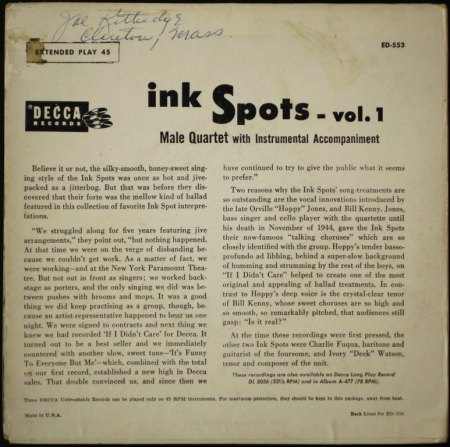 Joe Kittredge
Clinton, Mass.
EXTENDED PLAY 45
ED-553
DECCA
RECORDS
ink Spots - vol. 1
Male Quartet with Instrumental Accompaniment
Believe it or not, the silky-smooth, honey-sweet sing-
ing style of the Ink Spots was once as hot and jive-
packed as a jitterbug. But that was before they dis-
covered that their forte was the mellow kind of ballad
featured in this collection of favorite Ink Spot interpre-
tations.
"We struggled along for five years featuring jive
arrangements," they point out, "but nothing happened.
At that time we were on the verge of disbanding be-
cause we couldn't get work. As a matter of fact, we
were working—and at the New York Paramount Thea-
tre. But not out in front as singers; we worked back-
stage as porters, and the only singing we did was be-
tween pushes with brooms and mops. It was a good
thing we did keep practising as a group, though, be-
cause an artist-representative happened to hear us one
night. We were signed to contracts and next thing we
knew we had recorded 'If I Didn't Care' for Decca. It
turned out to be a best seller and we immediately
countered with another slow, sweet tune—'It's Funny
To Everyone But Me'—which, combined with the total
on our first record, established a new high in Decca
sales. That double convinced us, and since then we
have continued to try to give the public what it seems
to prefer."
Two reasons why the Ink Spots' song-treatments are
so outstanding are the vocal innovations introduced by
the late Orville "Hoppy" Jones, and Bill Kenny. Jones,
bass singer and cello player with the quartette until
his death in November of 1944, gave the Ink Spots
their now-famous "talking choruses" which are so
closely identified with the group. Hoppy's tender basso-
profundo ad libbing, behind a super-slow background
of humming and strumming by the rest of the boys, on
"If I Didn't Care" helped to create one of the most
original and appealing of ballad treatments. In con-
trast to Hoppy's deep voice is the crystal-clear tenor
of Bill Kenny, whose sweet choruses are so high and
so smooth, so remarkably pitched, that audiences still
gasp: "Is it real?"
At the time these recordings were first pressed, the
other two Ink Spots were Charlie Fuqua, baritone and
guitarist of the foursome, and Ivory "Deek" Watson,
tenor and composer of the unit.
These recordings are also available on Decca Long Play Record
DL 5056 (33⅓ RPM) and in Album A-477 (78 RPM).
These DECCA Unbreakable Records can be played only on 45 RPM instruments. For maximum protection, they should be kept in this package, away from heat.
Made in U.S.A.
Back Liner for ED-553